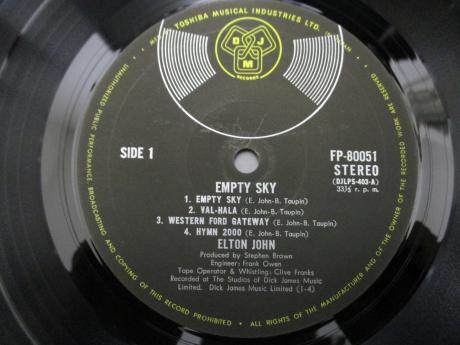 TOSHIBA MUSICAL INDUSTRIES LTD.
DJM
RECORDS
SIDE 1
FP-80051
STEREO
(DJLPS-403-A)
33⅓ r. p. m.
EMPTY SKY
1. EMPTY SKY (E. John-B. Taupin)
2. VAL-HALA (E. John-B. Taupin)
3. WESTERN FORD GATEWAY (E. John-B. Taupin)
4. HYMN 2000 (E. John-B. Taupin)
ELTON JOHN
Produced by Stephen Brown
Engineer: Frank Owen
Tape Operator & Whistling: Clive Franks
Recorded at The Studios of Dick James Music
Limited. Dick James Music Limited (1-4)
UNAUTHORIZED PUBLIC PERFORMANCE, BROADCASTING AND COPYING OF THIS RECORD PROHIBITED • ALL RIGHTS OF THE MANUFACTURER AND OF THE OWNER OF THE RECORDED WORK ARE RESERVED